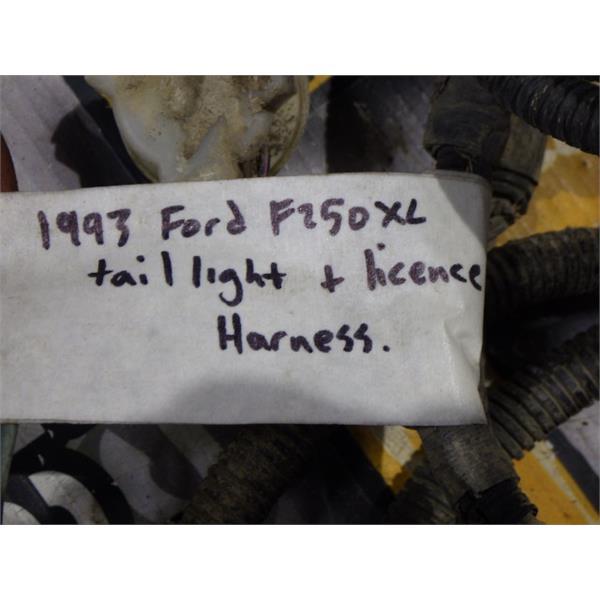 1993 Ford F250XL
tail light + licence
Harness.